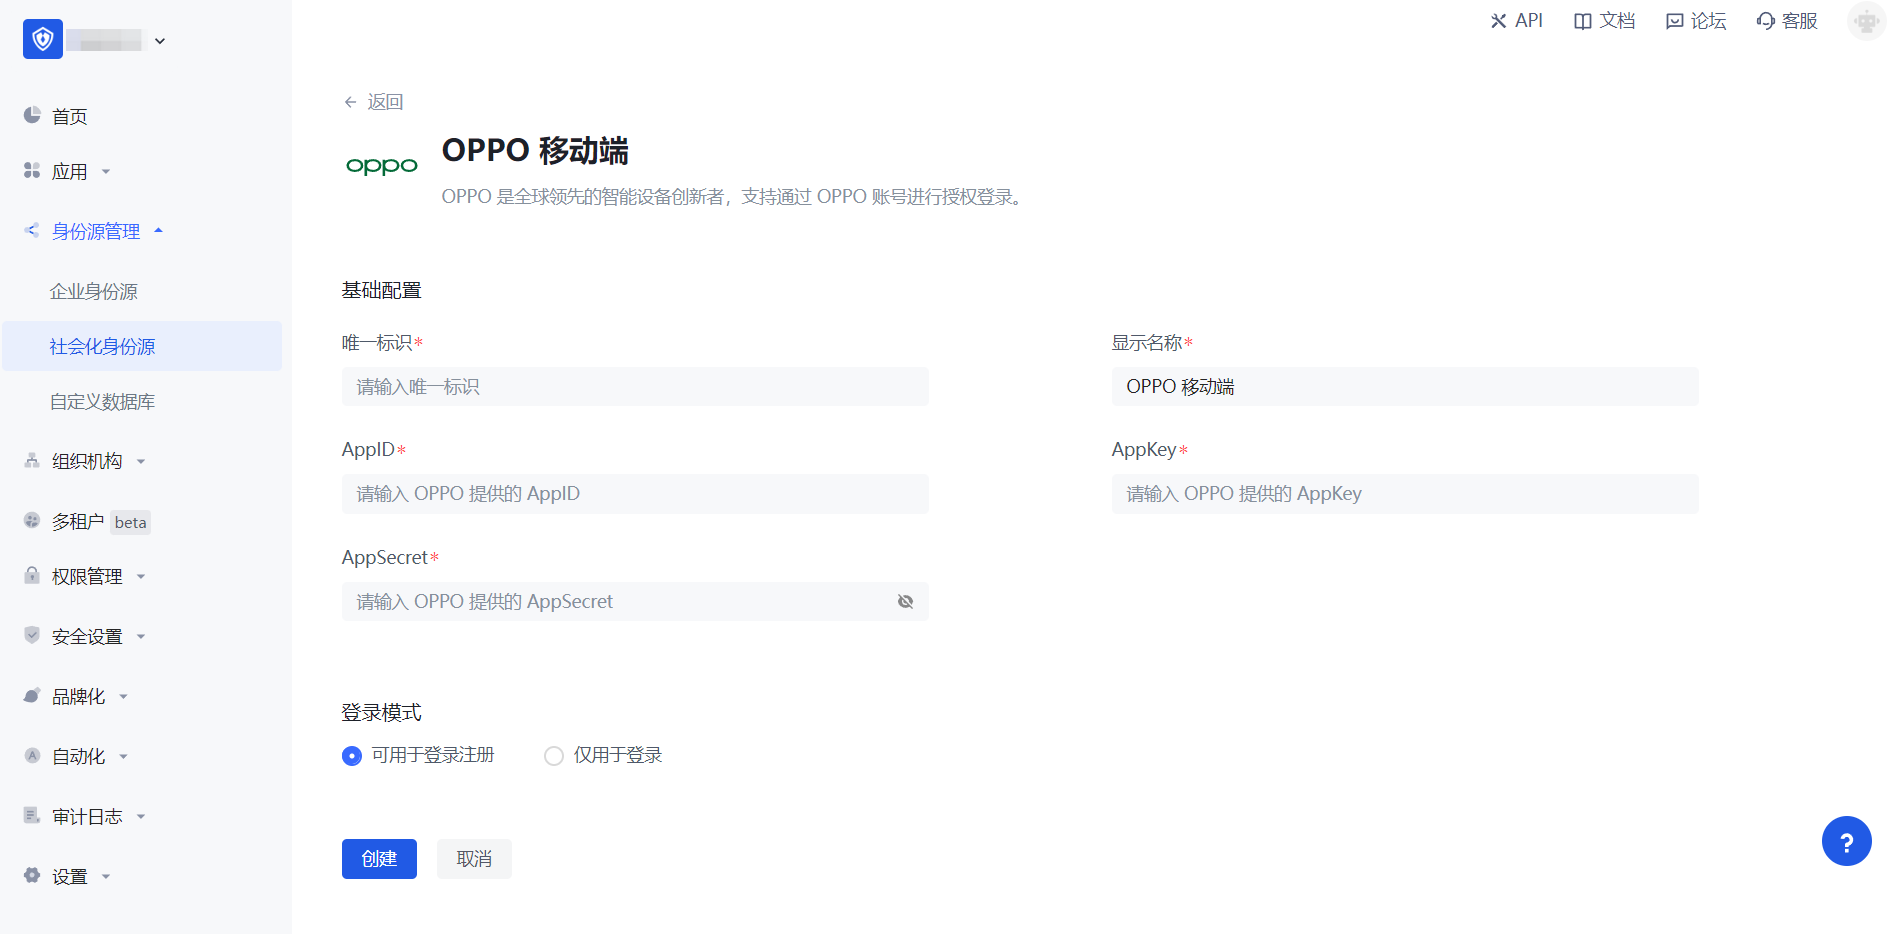 API
文档
论坛
客服
首页
应用
身份源管理
企业身份源
社会化身份源
自定义数据库
组织机构
多租户 beta
权限管理
安全设置
品牌化
自动化
审计日志
设置
返回
oppo
OPPO 移动端
OPPO 是全球领先的智能设备创新者，支持通过 OPPO 账号进行授权登录。
基础配置
唯一标识*
请输入唯一标识
显示名称*
OPPO 移动端
AppID*
请输入 OPPO 提供的 AppID
AppKey*
请输入 OPPO 提供的 AppKey
AppSecret*
请输入 OPPO 提供的 AppSecret
登录模式
可用于登录注册
仅用于登录
创建
取消
?